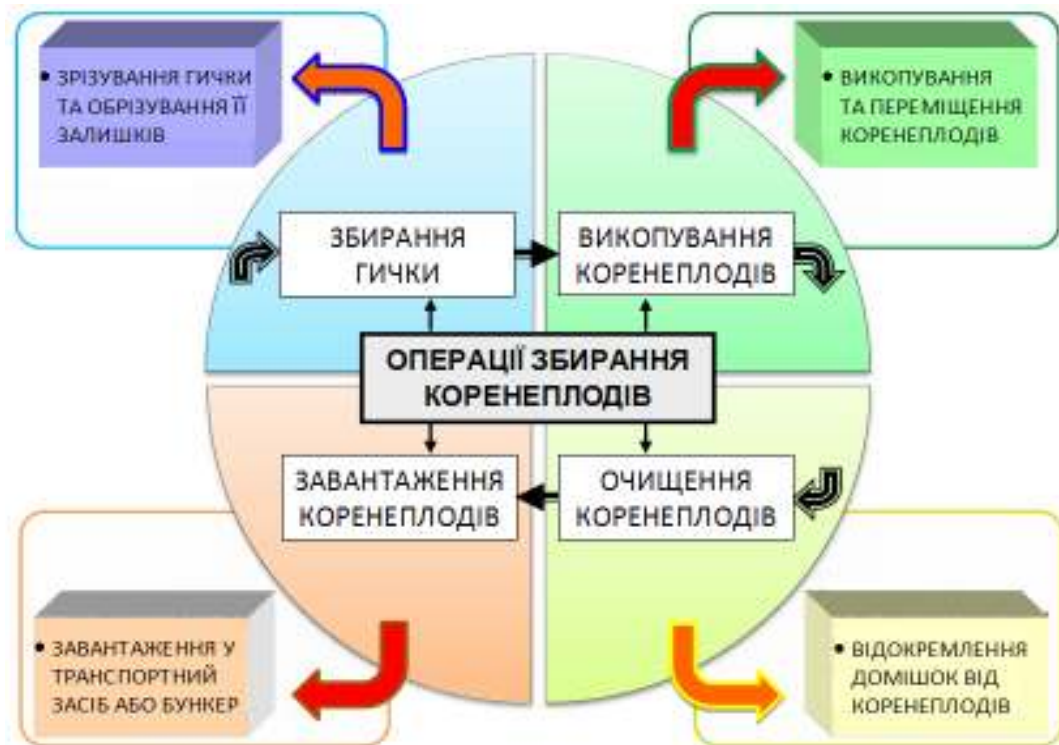 • ЗРІЗУВАННЯ ГИЧКИ
ТА ОБРІЗУВАННЯ ЇЇ
ЗАЛИШКІВ
• ВИКОПУВАННЯ
ТА ПЕРЕМІЩЕННЯ
КОРЕНЕПЛОДІВ
ЗБИРАННЯ
ГИЧКИ
ВИКОПУВАННЯ
КОРЕНЕПЛОДІВ
ОПЕРАЦІЇ ЗБИРАННЯ
КОРЕНЕПЛОДІВ
ЗАВАНТАЖЕННЯ
КОРЕНЕПЛОДІВ
ОЧИЩЕННЯ
КОРЕНЕПЛОДІВ
• ЗАВАНТАЖЕННЯ У
ТРАНСПОРТНИЙ
ЗАСІБ АБО БУНКЕР
• ВІДОКРЕМЛЕННЯ
ДОМІШОК ВІД
КОРЕНЕПЛОДІВ